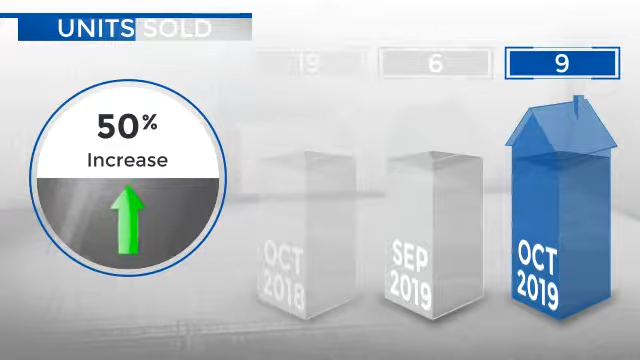 UNITS SOLD
19
6
9
50%
Increase
OCT
2018
SEP
2019
OCT
2019